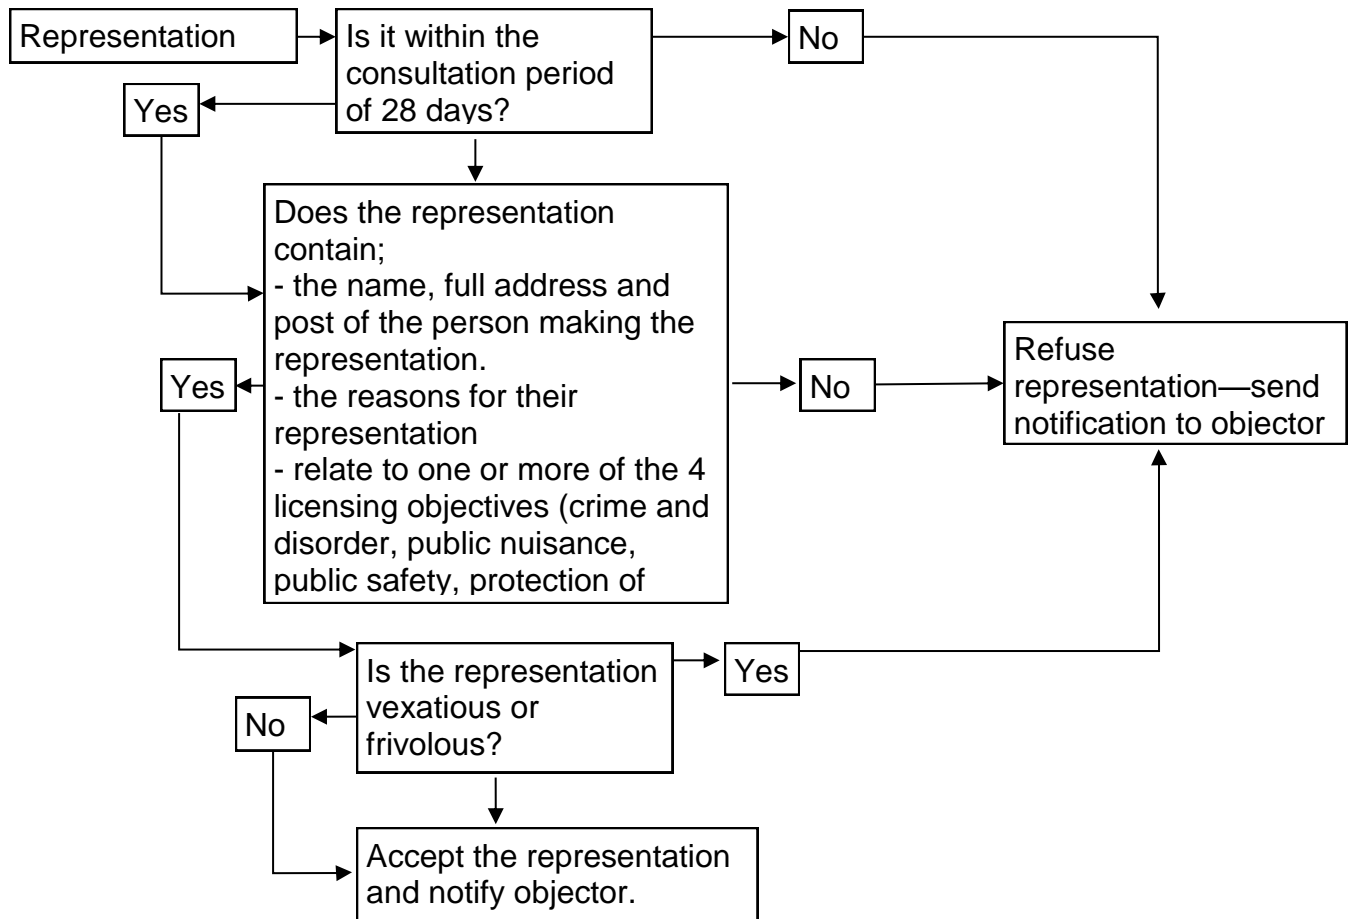 Representation
Is it within the
consultation period
of 28 days?
No
Yes
Does the representation
contain;
- the name, full address and
post of the person making the
representation.
- the reasons for their
representation
- relate to one or more of the 4
licensing objectives (crime and
disorder, public nuisance,
public safety, protection of
Yes
No
Refuse
representation—send
notification to objector
Is the representation
vexatious or
frivolous?
Yes
No
Accept the representation
and notify objector.